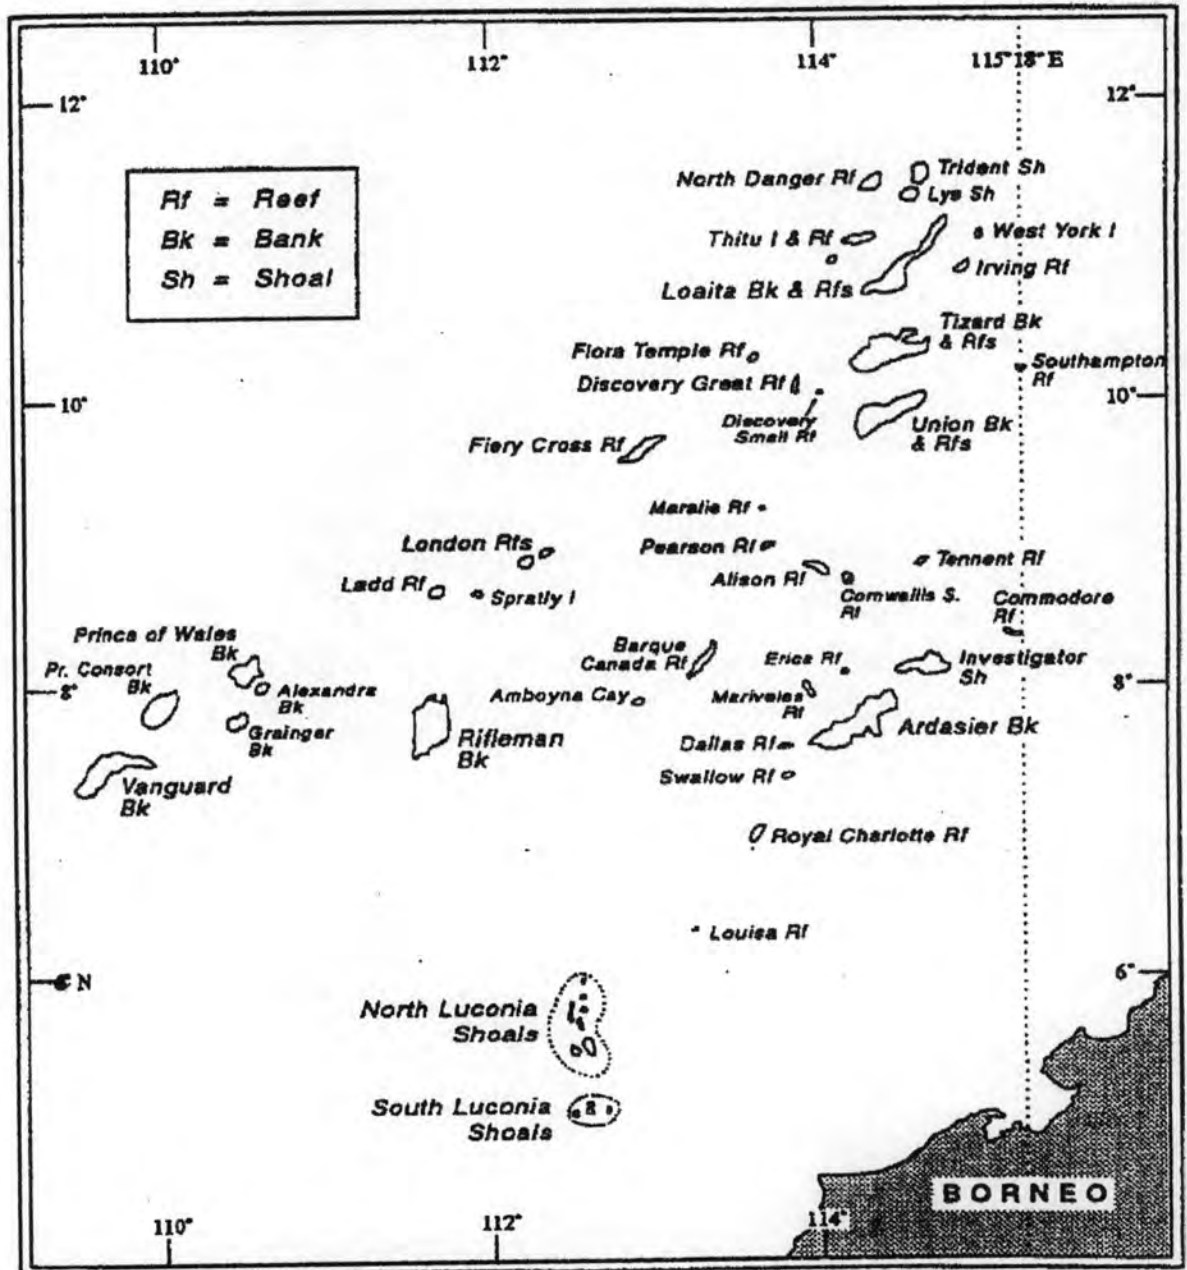 110°
112°
114°
115°18' E
12°
12°
Rf = Reef
Bk = Bank
Sh = Shoal
North Danger Rf
Trident Sh
Lys Sh
Thitu I & Rf
West York I
Irving Rf
Loaita Bk & Rfs
Tizard Bk
& Rfs
Flora Temple Rf
Southampton
Rf
Discovery Great Rf
10°
10°
Discovery
Small Rf
Union Bk
& Rfs
Fiery Cross Rf
Maralie Rf
London Rfs
Pearson Rf
Tennent Rf
Alison Rf
Ladd Rf
Spratly I
Cornwallis S.
Rf
Commodore
Rf
Prince of Wales
Bk
Barque
Canada Rf
Erica Rf
Investigator
Sh
Pr. Consort
Bk
8°
8°
Alexandra
Bk
Amboyna Cay
Mariveles
Rf
Grainger
Bk
Rifleman
Bk
Ardasier Bk
Dallas Rf
Vanguard
Bk
Swallow Rf
Royal Charlotte Rf
Louisa Rf
N
6°
North Luconia
Shoals
South Luconia
Shoals
BORNEO
110°
112°
114°